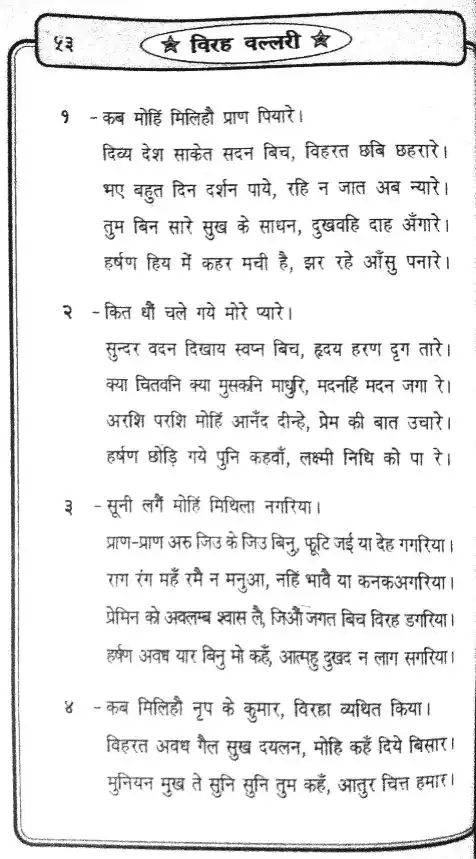 ५३
★ विरह वल्लरी ★
१ - कब मोहिं मिलिहौ प्राण पियारे।
दिव्य देश साकेत सदन बिच, विहरत छबि छहरारे।
भए बहुत दिन दर्शन पाये, रहि न जात अब न्यारे।
तुम बिन सारे सुख के साधन, दुखवहि दाह अँगारे।
हर्षण हिय में कहर मची है, झर रहे आँसु पनारे।
२ - कित धौं चले गये मोरे प्यारे।
सुन्दर वदन दिखाय स्वप्न बिच, हृदय हरण दृग तारे।
क्या चितवनि क्या मुसकनि माधुरि, मदनहिं मदन जगा रे।
अरशि परशि मोहिं आनँद दीन्हे, प्रेम की बात उचारे।
हर्षण छोड़ि गये पुनि कहवाँ, लक्ष्मी निधि को पा रे।
३ - सूनी लगैं मोहिं मिथिला नगरिया।
प्राण-प्राण अरु जिउ के जिउ बिनु, फूटि जई या देह गगरिया।
राग रंग महँ रमै न मनुआ, नहिं भावै या कनकअगरिया।
प्रेमिन को अवलम्ब श्वास लै, जिऔं जगत बिच विरह डगरिया।
हर्षण अवध यार बिनु मो कहँ, आत्महु दुखद न लाग सगरिया।
४ - कब मिलिहौ नृप के कुमार, विरहा व्यथित किया।
विहरत अवध गैल सुख दयलन, मोहि कहँ दिये बिसार।
मुनियन मुख ते सुनि सुनि तुम कहँ, आतुर चित्त हमार।